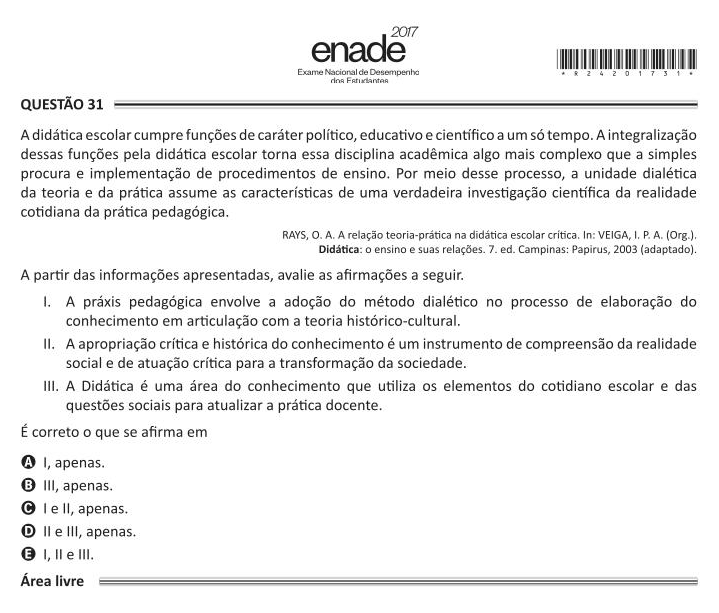 2017
enade
Exame Nacional de Desempenho
dos Estudantes
* R 2 4 2 0 1 7 3 1 *
QUESTÃO 31
A didática escolar cumpre funções de caráter político, educativo e científico a um só tempo. A integralização
dessas funções pela didática escolar torna essa disciplina acadêmica algo mais complexo que a simples
procura e implementação de procedimentos de ensino. Por meio desse processo, a unidade dialética
da teoria e da prática assume as características de uma verdadeira investigação científica da realidade
cotidiana da prática pedagógica.
RAYS, O. A. A relação teoria-prática na didática escolar crítica. In: VEIGA, I. P. A. (Org.).
Didática: o ensino e suas relações. 7. ed. Campinas: Papirus, 2003 (adaptado).
A partir das informações apresentadas, avalie as afirmações a seguir.
I. A práxis pedagógica envolve a adoção do método dialético no processo de elaboração do
conhecimento em articulação com a teoria histórico-cultural.
II. A apropriação crítica e histórica do conhecimento é um instrumento de compreensão da realidade
social e de atuação crítica para a transformação da sociedade.
III. A Didática é uma área do conhecimento que utiliza os elementos do cotidiano escolar e das
questões sociais para atualizar a prática docente.
É correto o que se afirma em
A I, apenas.
B III, apenas.
C I e II, apenas.
D II e III, apenas.
E I, II e III.
Área livre